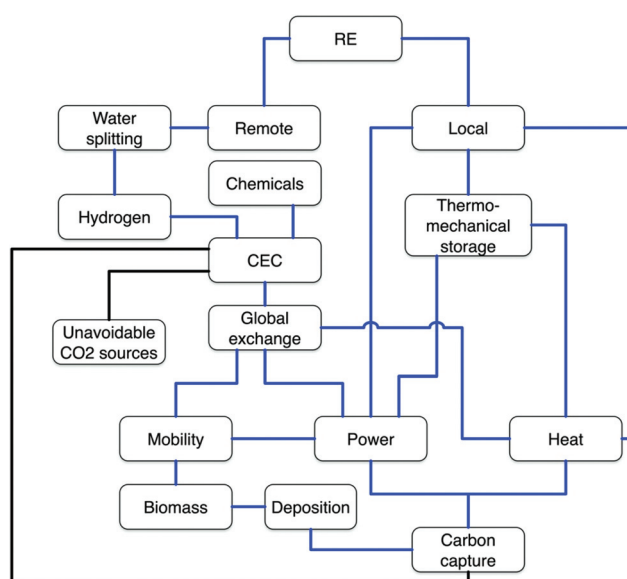 RE
Water
splitting
Remote
Local
Chemicals
Hydrogen
Thermo-
mechanical
storage
CEC
Global
exchange
Unavoidable
CO2 sources
Mobility
Power
Heat
Biomass
Deposition
Carbon
capture